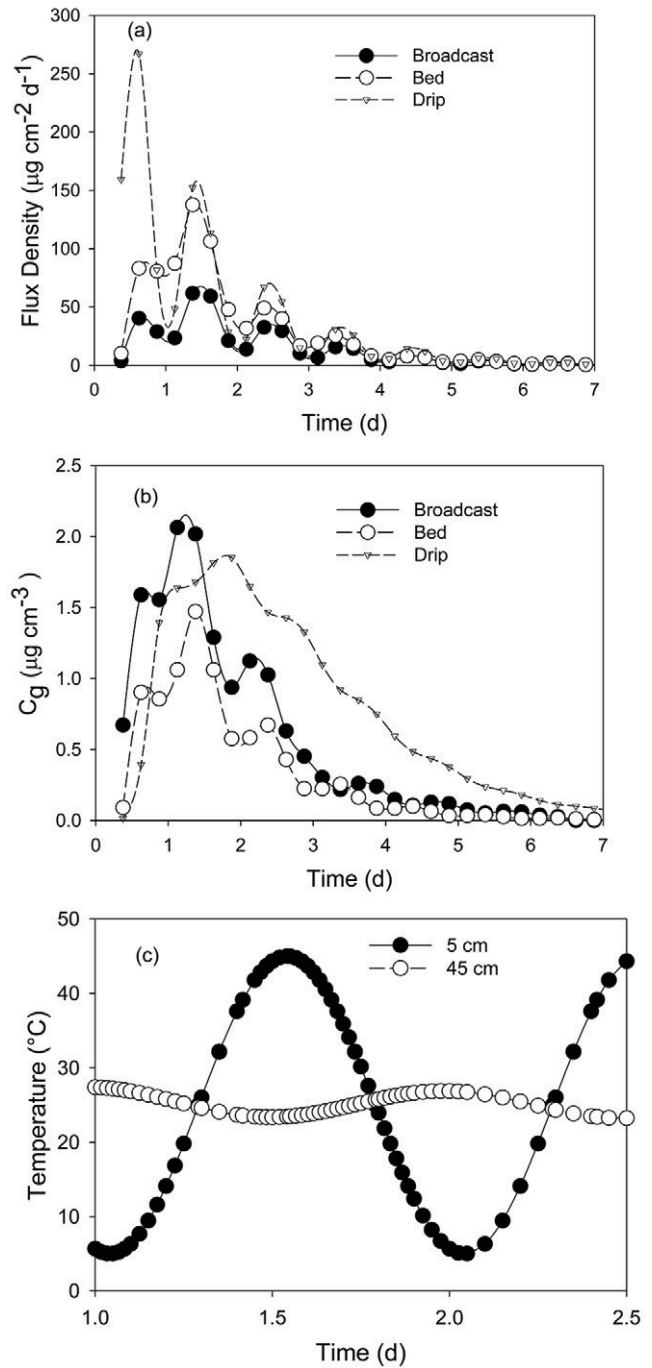 (a)
Broadcast
Bed
Drip
300
250
200
150
100
50
0
Flux Density (μg cm-2 d-1)
0 1 2 3 4 5 6 7
Time (d)
(b)
Broadcast
Bed
Drip
2.5
2.0
1.5
1.0
0.5
0.0
Cg (μg cm-3)
0 1 2 3 4 5 6 7
Time (d)
(c)
5 cm
45 cm
50
40
30
20
10
0
Temperature (°C)
1.0 1.5 2.0 2.5
Time (d)